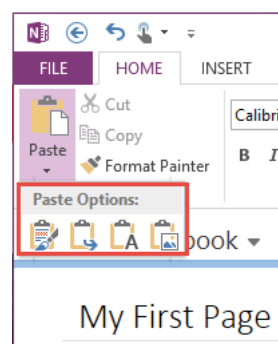 FILE HOME INSERT
Cut
Calibri
Copy
Paste
Format Painter
B I
Paste Options:
A
book
My First Page